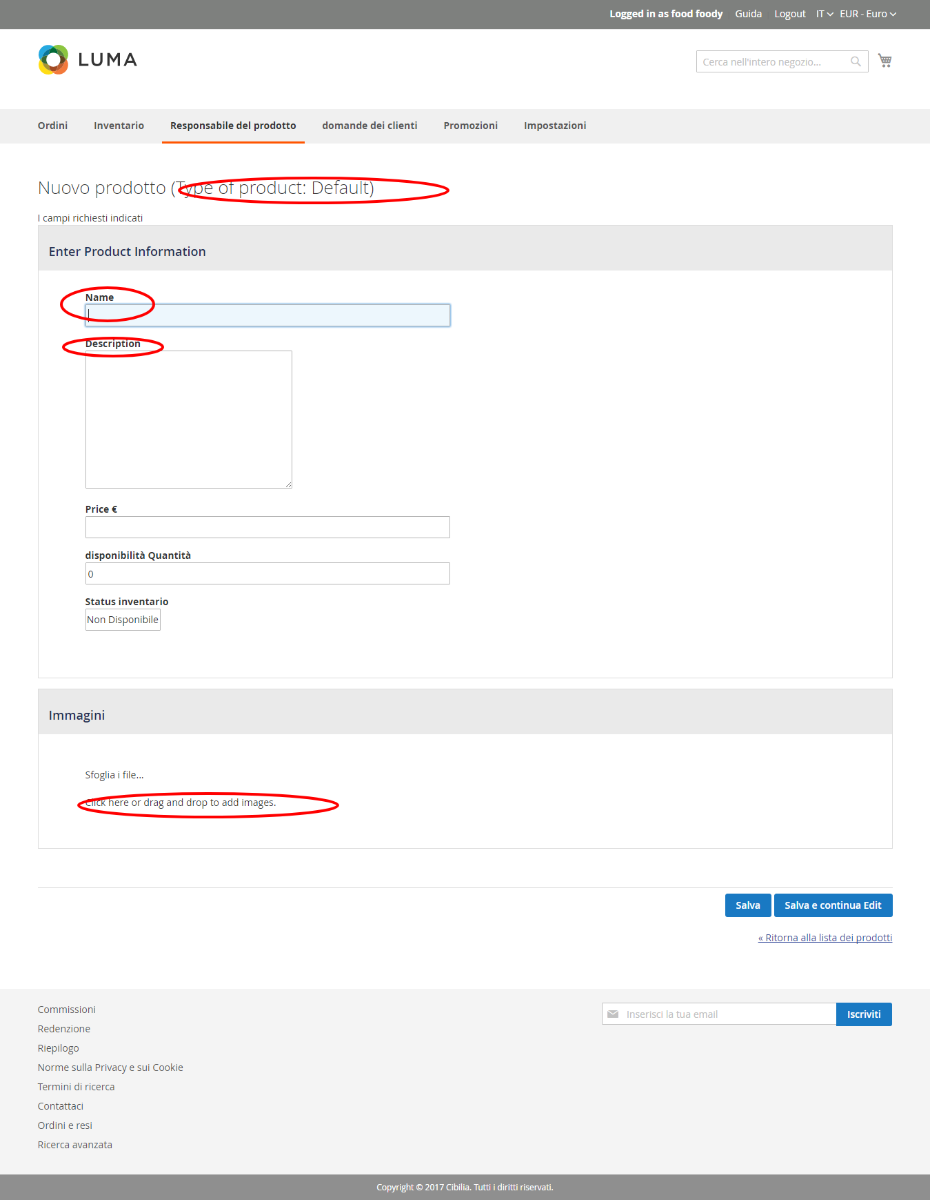 Logged in as food foody Guida Logout IT EUR - Euro
LUMA
Cerca nell'intero negozio...
Ordini Inventario Responsabile del prodotto domande dei clienti Promozioni Impostazioni
Nuovo prodotto (Type of product: Default)
I campi richiesti indicati
Enter Product Information
Name
Description
Price €
disponibilità Quantità
0
Status inventario
Non Disponibile
Immagini
Sfoglia i file...
Click here or drag and drop to add images.
Salva Salva e continua Edit
« Ritorna alla lista dei prodotti
Commissioni
Inserisci la tua email Iscriviti
Redenzione
Riepilogo
Norme sulla Privacy e sui Cookie
Termini di ricerca
Contattaci
Ordini e resi
Ricerca avanzata
Copyright © 2017 Cibilia. Tutti i diritti riservati.